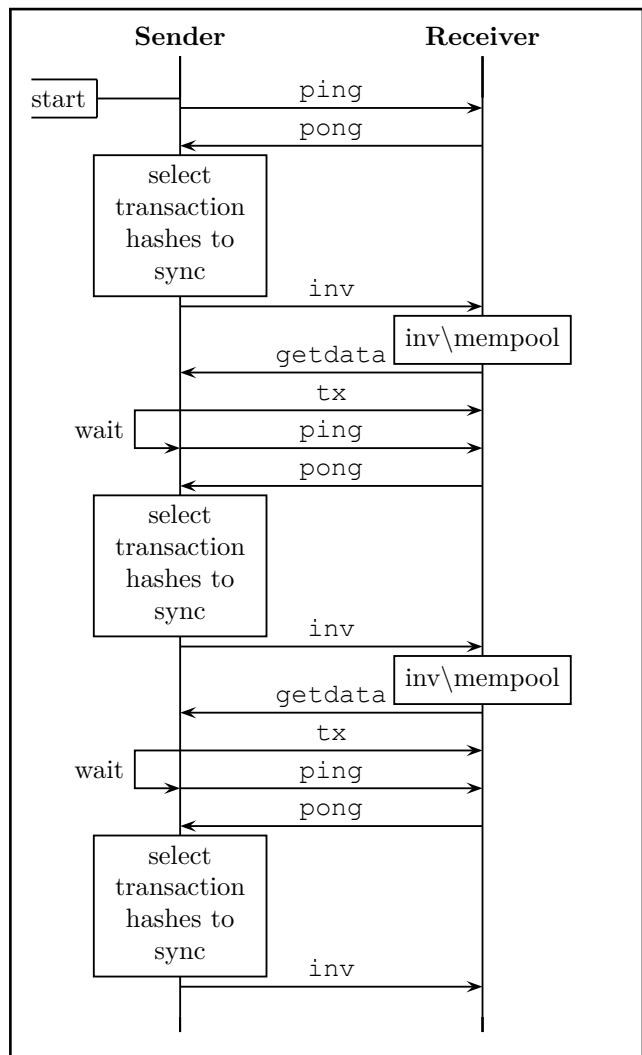 Sender Receiver
start
ping
pong
select
transaction
hashes to
sync
inv
inv\mempool
getdata
tx
wait
ping
pong
select
transaction
hashes to
sync
inv
inv\mempool
getdata
tx
wait
ping
pong
select
transaction
hashes to
sync
inv